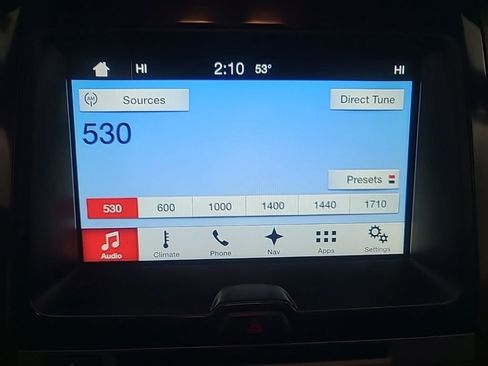 HI 2:10 53° HI
AM Sources Direct Tune
530
Presets
530 600 1000 1400 1440 1710
Audio Climate Phone Nav Apps Settings